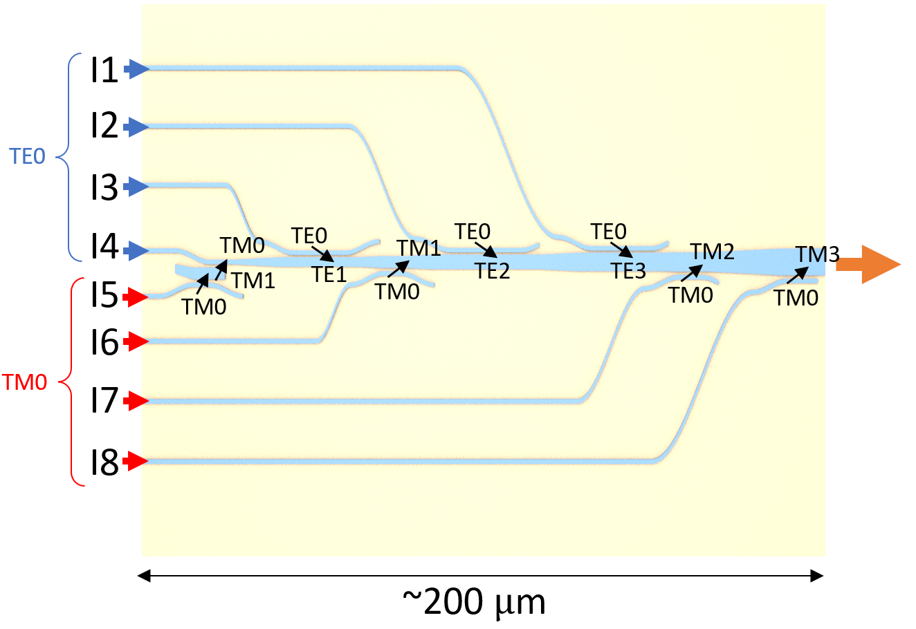 I1
I2
TE0
I3
I4
TE0
TE0
TE0
TM0
TM1
TM2
TM3
TM1
TE1
TE2
TE3
I5
TM0
TM0
TM0
TM0
I6
TM0
I7
I8
~200 μm